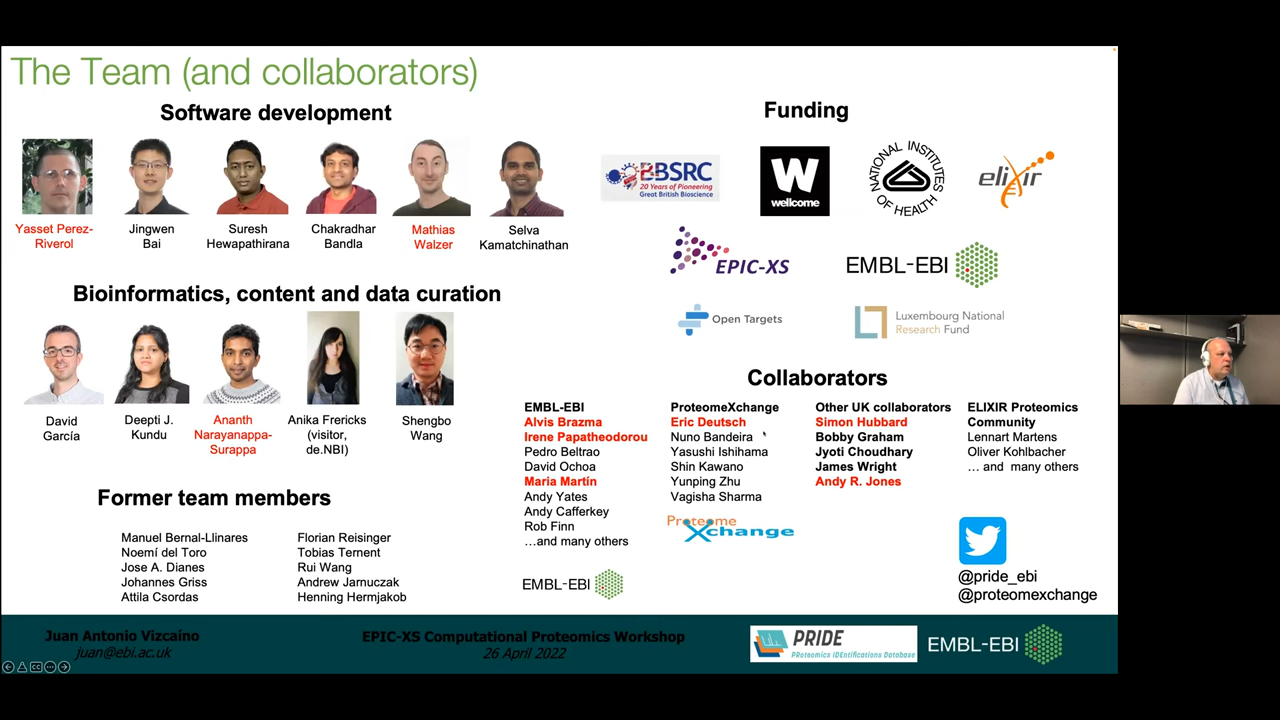 The Team (and collaborators)
Software development
Yasset Perez-
Riverol
Jingwen
Bai
Suresh
Hewapathirana
Chakradhar
Bandla
Mathias
Walzer
Selva
Kamatchinathan
Bioinformatics, content and data curation
David
García
Deepti J.
Kundu
Ananth
Narayanappa-
Surappa
Anika Frericks
(visitor,
de.NBI)
Shengbo
Wang
Former team members
Manuel Bernal-Llinares
Noemí del Toro
Jose A. Dianes
Johannes Griss
Attila Csordas
Florian Reisinger
Tobias Ternent
Rui Wang
Andrew Jarnuczak
Henning Hermjakob
Funding
BBSRC
20 Years of Pioneering
Great British Bioscience
W
wellcome
NATIONAL INSTITUTES
OF HEALTH
elixir
EPIC-XS
EMBL-EBI
Open Targets
Luxembourg National
Research Fund
Collaborators
EMBL-EBI
Alvis Brazma
Irene Papatheodorou
Pedro Beltrao
David Ochoa
Maria Martín
Andy Yates
Andy Cafferkey
Rob Finn
...and many others
EMBL-EBI
ProteomeXchange
Eric Deutsch
Nuno Bandeira
Yasushi Ishihama
Shin Kawano
Yunping Zhu
Vagisha Sharma
Proteome
Xchange
Other UK collaborators
Simon Hubbard
Bobby Graham
Jyoti Choudhary
James Wright
Andy R. Jones
ELIXIR Proteomics
Community
Lennart Martens
Oliver Kohlbacher
... and many others
@pride_ebi
@proteomexchange
Juan Antonio Vizcaíno
juan@ebi.ac.uk
EPIC-XS Computational Proteomics Workshop
26 April 2022
PRIDE
PRoteomics IDEntifications Database
EMBL-EBI